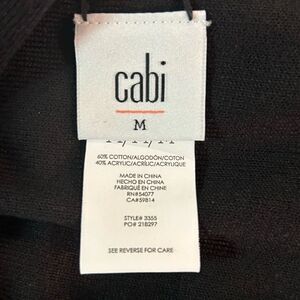 cabi
M
60% COTTON/ALGODÓN/COTON
40% ACRYLIC/ACRÍLIC/ACRYLIQUE
MADE IN CHINA
HECHO EN CHINA
FABRIQUÉ EN CHINE
RN#54077
CA#59814
STYLE# 3355
PO# 218297
SEE REVERSE FOR CARE